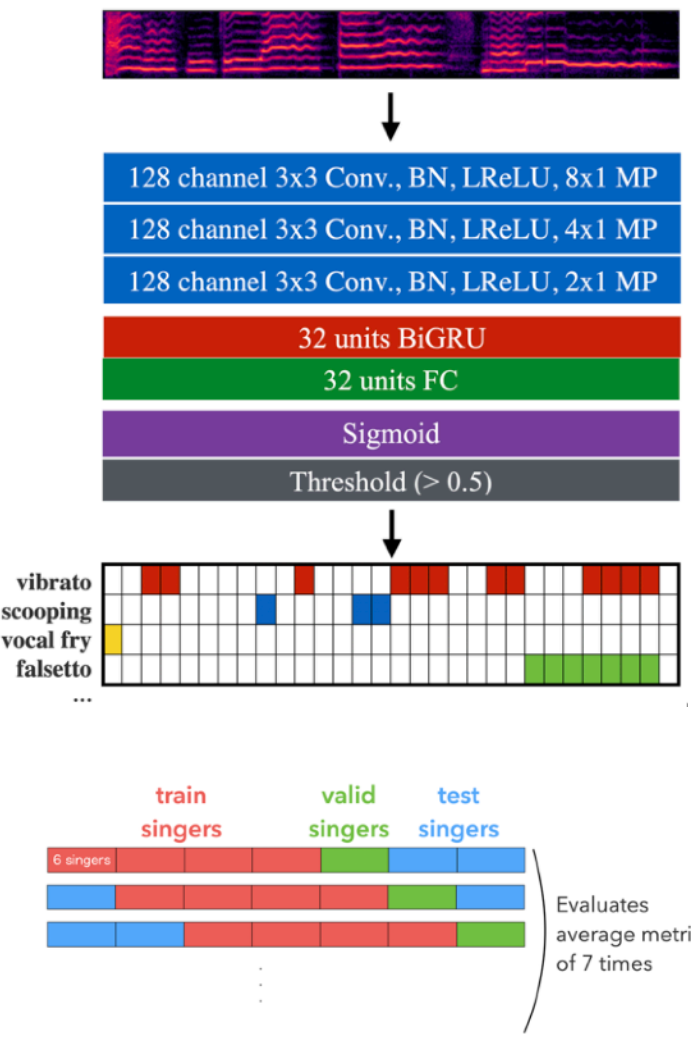 128 channel 3x3 Conv., BN, LReLU, 8x1 MP
128 channel 3x3 Conv., BN, LReLU, 4x1 MP
128 channel 3x3 Conv., BN, LReLU, 2x1 MP
32 units BiGRU
32 units FC
Sigmoid
Threshold (> 0.5)
vibrato
scooping
vocal fry
falsetto
...
train singers
valid singers
test singers
6 singers
Evaluates
average metri
of 7 times